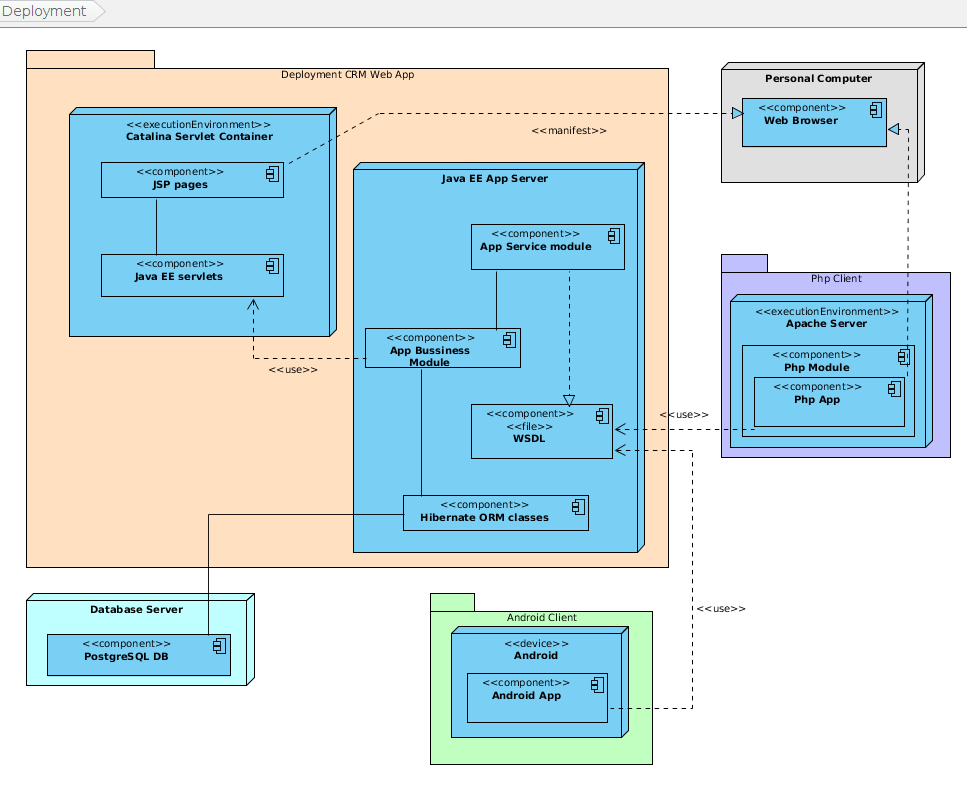 Deployment
Deployment CRM Web App
<<executionEnvironment>>
Catalina Servlet Container
<<component>>
JSP pages
<<component>>
Java EE servlets
<<manifest>>
Personal Computer
<<component>>
Web Browser
Java EE App Server
<<component>>
App Service module
<<component>>
App Bussiness
Module
<<use>>
<<component>>
<<file>>
WSDL
<<component>>
Hibernate ORM classes
<<use>>
Php Client
<<executionEnvironment>>
Apache Server
<<component>>
Php Module
<<component>>
Php App
Database Server
<<component>>
PostgreSQL DB
Android Client
<<device>>
Android
<<component>>
Android App
<<use>>